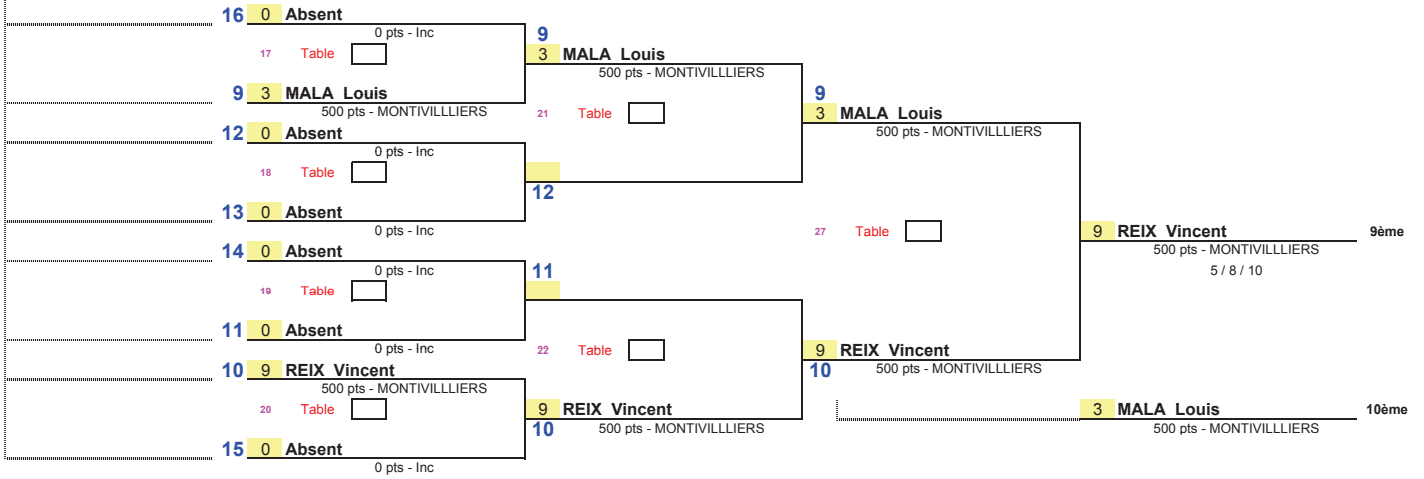 16 0 Absent
0 pts - Inc
9
17 Table
3 MALA Louis
500 pts - MONTIVILLLIERS
9 3 MALA Louis
500 pts - MONTIVILLLIERS
9
21 Table
3 MALA Louis
500 pts - MONTIVILLLIERS
12 0 Absent
0 pts - Inc
18 Table
12
13 0 Absent
0 pts - Inc
27 Table
9 REIX Vincent 9ème
500 pts - MONTIVILLLIERS
5 / 8 / 10
14 0 Absent
0 pts - Inc
11
19 Table
11 0 Absent
0 pts - Inc
22 Table
9 REIX Vincent
10 500 pts - MONTIVILLLIERS
10 9 REIX Vincent
500 pts - MONTIVILLLIERS
20 Table
9 REIX Vincent
10 500 pts - MONTIVILLLIERS
3 MALA Louis 10ème
500 pts - MONTIVILLLIERS
15 0 Absent
0 pts - Inc